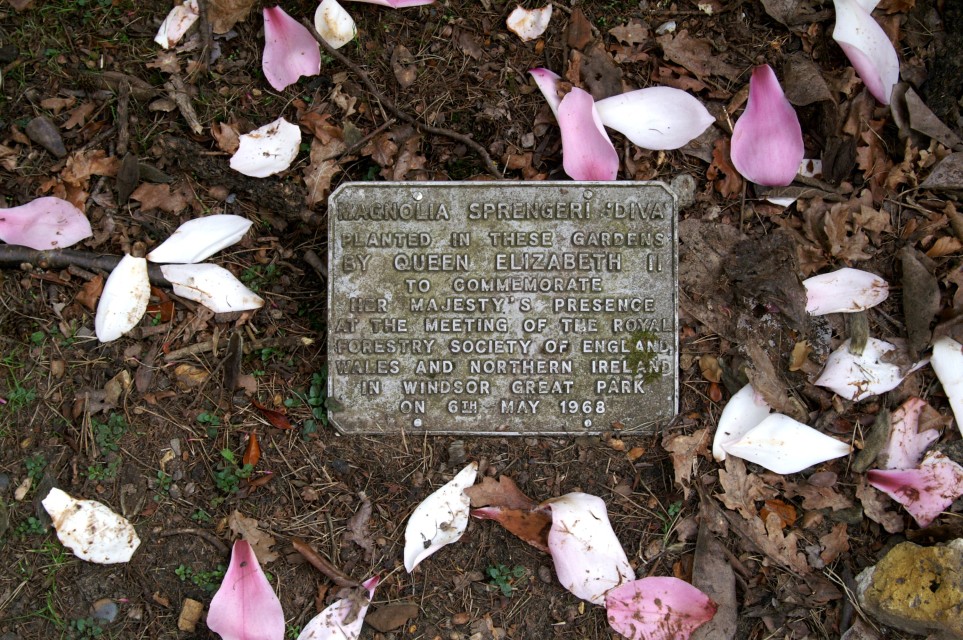 MAGNOLIA SPRENGERI 'DIVA'
PLANTED IN THESE GARDENS
BY QUEEN ELIZABETH II
TO COMMEMORATE
HER MAJESTY'S PRESENCE
AT THE MEETING OF THE ROYAL
FORESTRY SOCIETY OF ENGLAND
WALES AND NORTHERN IRELAND
IN WINDSOR GREAT PARK
ON 6TH MAY 1968